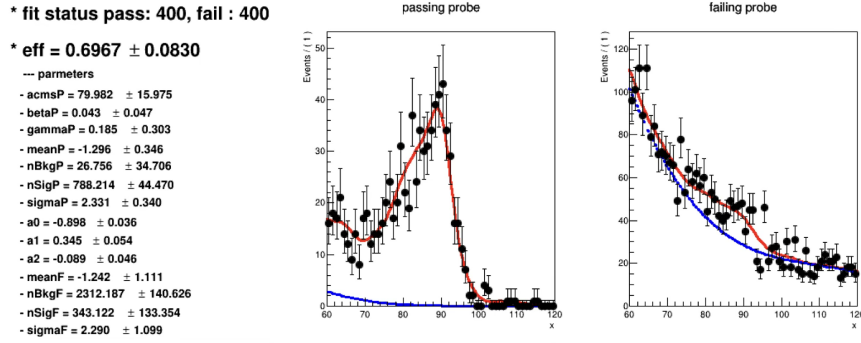 * fit status pass: 400, fail : 400
* eff = 0.6967 ± 0.0830
--- parmeters
- acmsP = 79.982 ± 15.975
- betaP = 0.043 ± 0.047
- gammaP = 0.185 ± 0.303
- meanP = -1.296 ± 0.346
- nBkgP = 26.756 ± 34.706
- nSigP = 788.214 ± 44.470
- sigmaP = 2.331 ± 0.340
- a0 = -0.898 ± 0.036
- a1 = 0.345 ± 0.054
- a2 = -0.089 ± 0.046
- meanF = -1.242 ± 1.111
- nBkgF = 2312.187 ± 140.626
- nSigF = 343.122 ± 133.354
- sigmaF = 2.290 ± 1.099
passing probe
Events / ( 1 )
50
40
30
20
10
0
60 70 80 90 100 110 120
x
failing probe
Events / ( 1 )
120
100
80
60
40
20
0
60 70 80 90 100 110 120
x